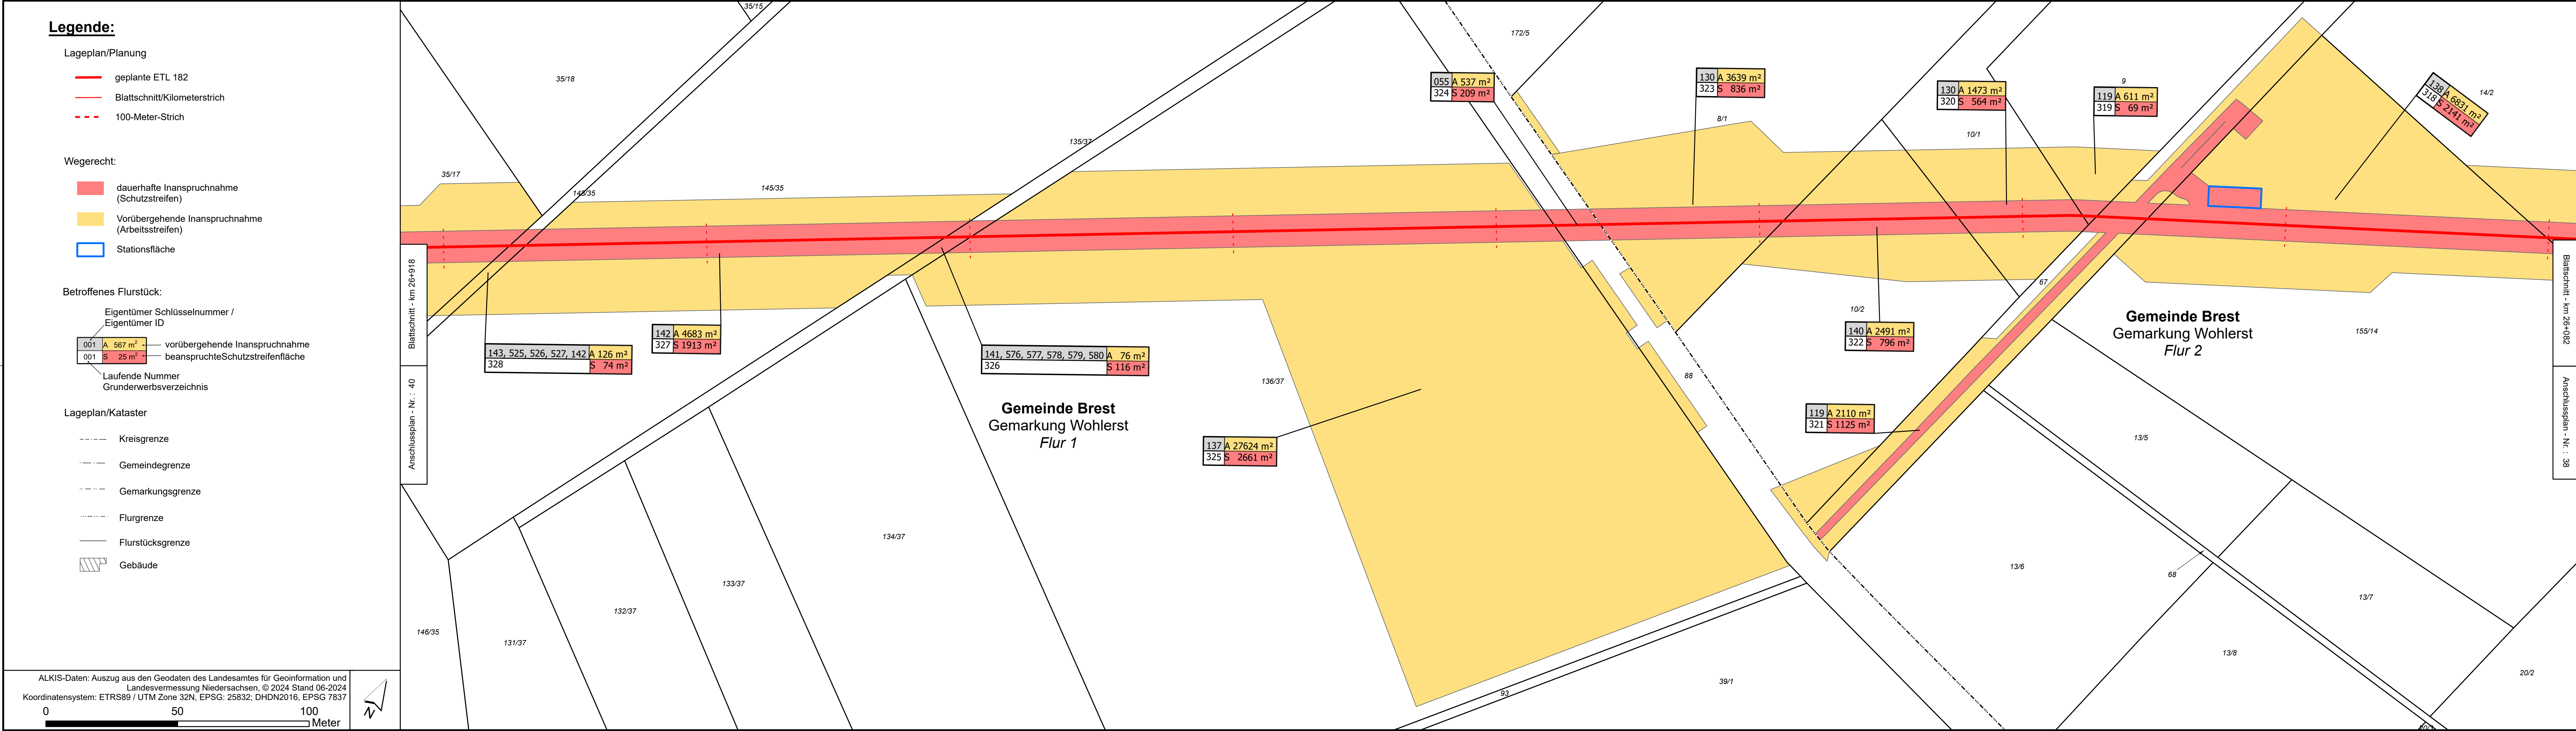 Legende:
Lageplan/Planung
geplante ETL 182
Blattschnitt/Kilometerstrich
100-Meter-Strich
Wegerecht:
dauerhafte Inanspruchnahme
(Schutzstreifen)
Vorübergehende Inanspruchnahme
(Arbeitsstreifen)
Stationsfläche
Betroffenes Flurstück:
Eigentümer Schlüsselnummer /
Eigentümer ID
001 A 567 m² vorübergehende Inanspruchnahme
001 S 25 m² beanspruchteSchutzstreifenfläche
Laufende Nummer
Grunderwerbsverzeichnis
Lageplan/Kataster
Kreisgrenze
Gemeindegrenze
Gemarkungsgrenze
Flurgrenze
Flurstücksgrenze
Gebäude
ALKIS-Daten: Auszug aus den Geodaten des Landesamtes für Geoinformation und
Landesvermessung Niedersachsen, © 2024 Stand 06-2024
Koordinatensystem: ETRS89 / UTM Zone 32N, EPSG: 25832; DHDN2016, EPSG 7837
0 50 100
Meter
N
Blattschnitt - km 26+918
Anschlussplan - Nr. : 40
35/15
35/18
35/17
145/35
145/35
135/37
172/5
055 A 537 m²
324 S 209 m²
130 A 3639 m²
323 S 836 m²
8/1
130 A 1473 m²
320 S 564 m²
10/1
9
119 A 611 m²
319 S 69 m²
138 A 6831 m²
318 S 2141 m²
14/2
143, 525, 526, 527, 142 A 126 m²
328 S 74 m²
142 A 4683 m²
327 S 1913 m²
141, 576, 577, 578, 579, 580 A 76 m²
326 S 116 m²
136/37
Gemeinde Brest
Gemarkung Wohlerst
Flur 1
137 A 27624 m²
325 S 2661 m²
88
10/2
140 A 2491 m²
322 S 796 m²
119 A 2110 m²
321 S 1125 m²
67
Gemeinde Brest
Gemarkung Wohlerst
Flur 2
155/14
13/5
13/6
68
13/7
13/8
20/2
134/37
133/37
132/37
131/37
146/35
93
39/1
Blattschnitt - km 26+082
Anschlussplan - Nr. : 38